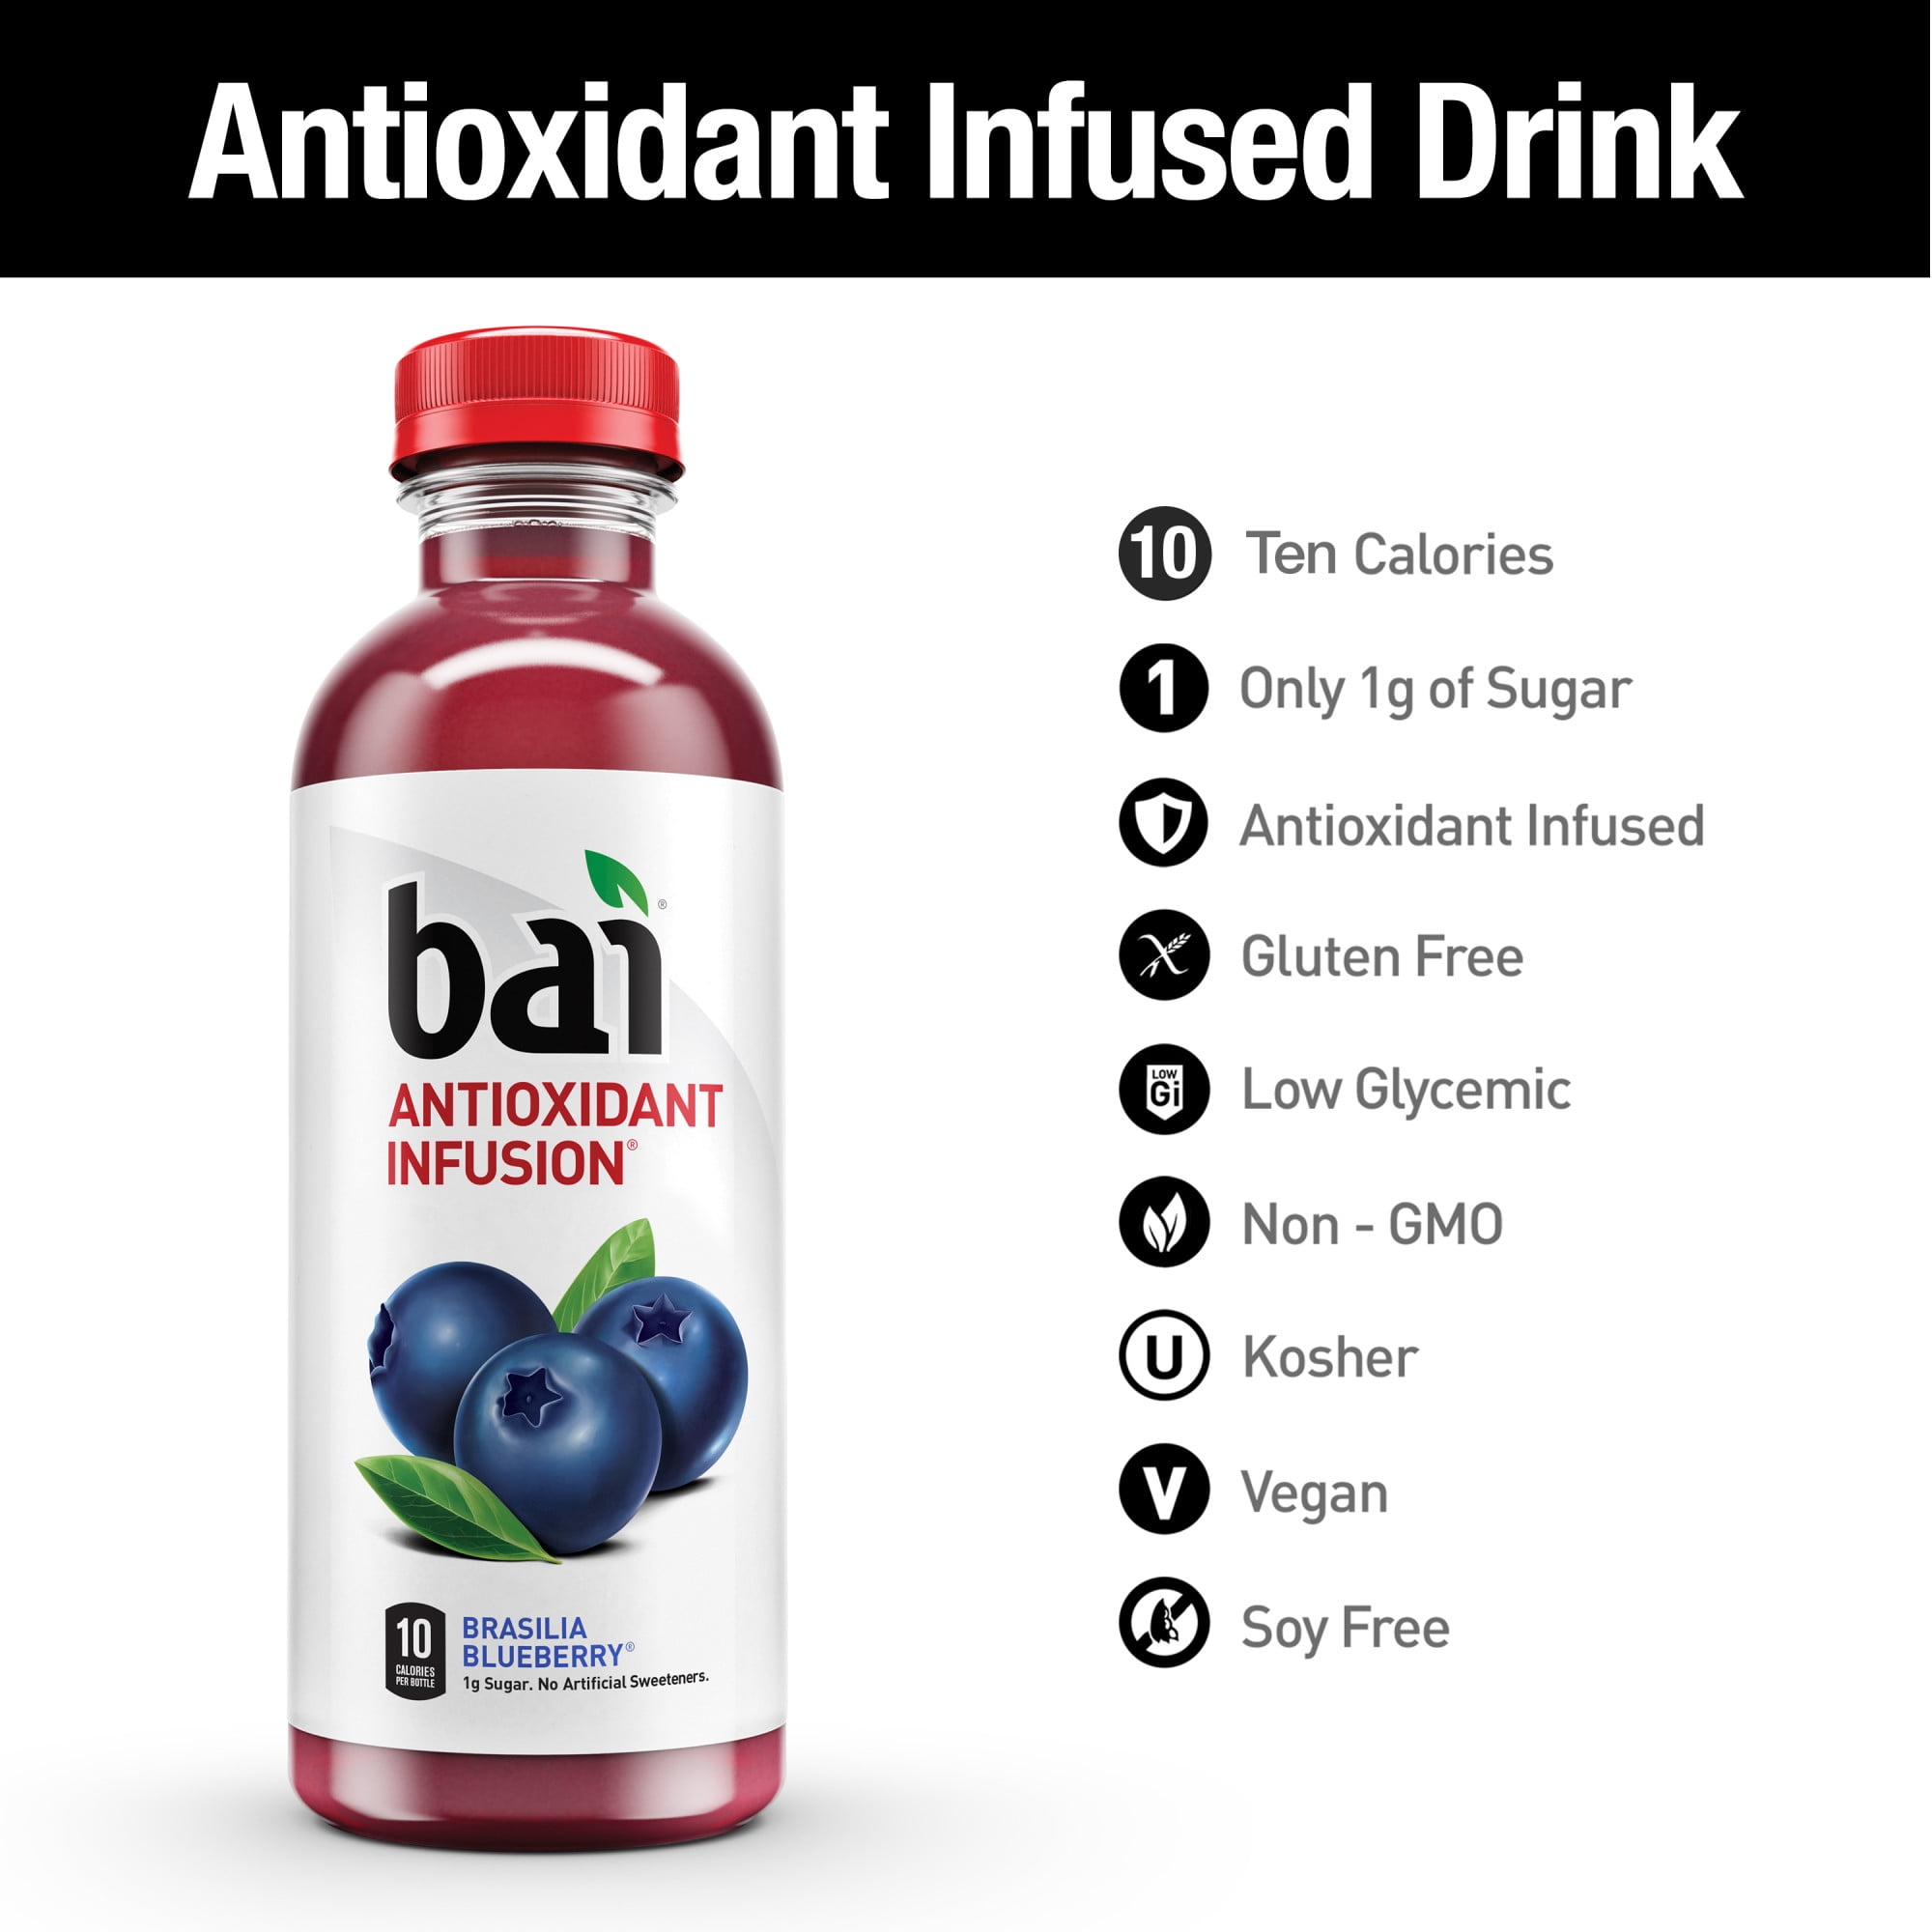 Antioxidant Infused Drink
bai®
ANTIOXIDANT
INFUSION®
10
CALORIES
PER BOTTLE
BRASILIA
BLUEBERRY®
1g Sugar. No Artificial Sweeteners.
10 Ten Calories
1 Only 1g of Sugar
Antioxidant Infused
Gluten Free
LOW
Gi
Low Glycemic
Non - GMO
U Kosher
V Vegan
Soy Free